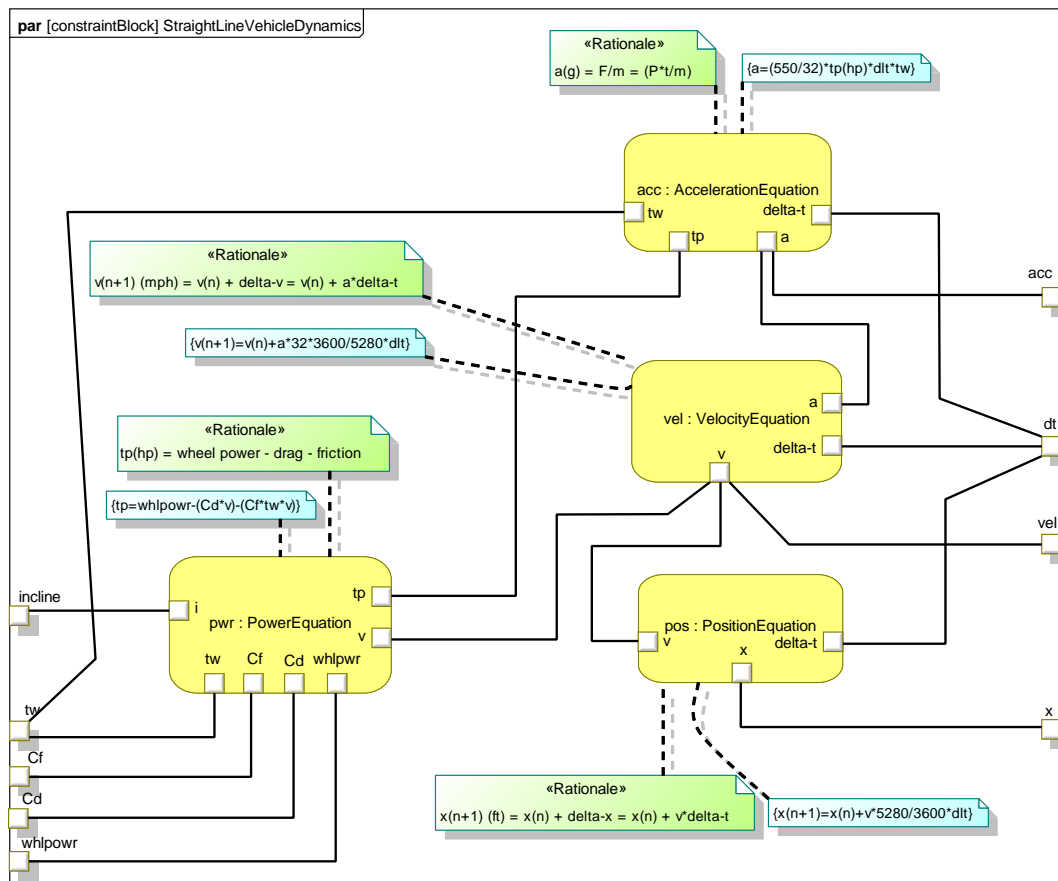 par [constraintBlock] StraightLineVehicleDynamics
«Rationale»
a(g) = F/m = (P*t/m)
{a=(550/32)*tp(hp)*dlt*tw}
acc : AccelerationEquation
tw
delta-t
tp
a
«Rationale»
v(n+1) (mph) = v(n) + delta-v = v(n) + a*delta-t
acc
{v(n+1)=v(n)+a*32*3600/5280*dlt}
a
vel : VelocityEquation
delta-t
v
dt
«Rationale»
tp(hp) = wheel power - drag - friction
{tp=whlpowr-(Cd*v)-(Cf*tw*v)}
vel
incline
i
tp
pwr : PowerEquation
v
tw
Cf
Cd
whlpwr
pos : PositionEquation
v
delta-t
x
tw
x
Cf
Cd
whlpowr
«Rationale»
x(n+1) (ft) = x(n) + delta-x = x(n) + v*delta-t
{x(n+1)=x(n)+v*5280/3600*dlt}